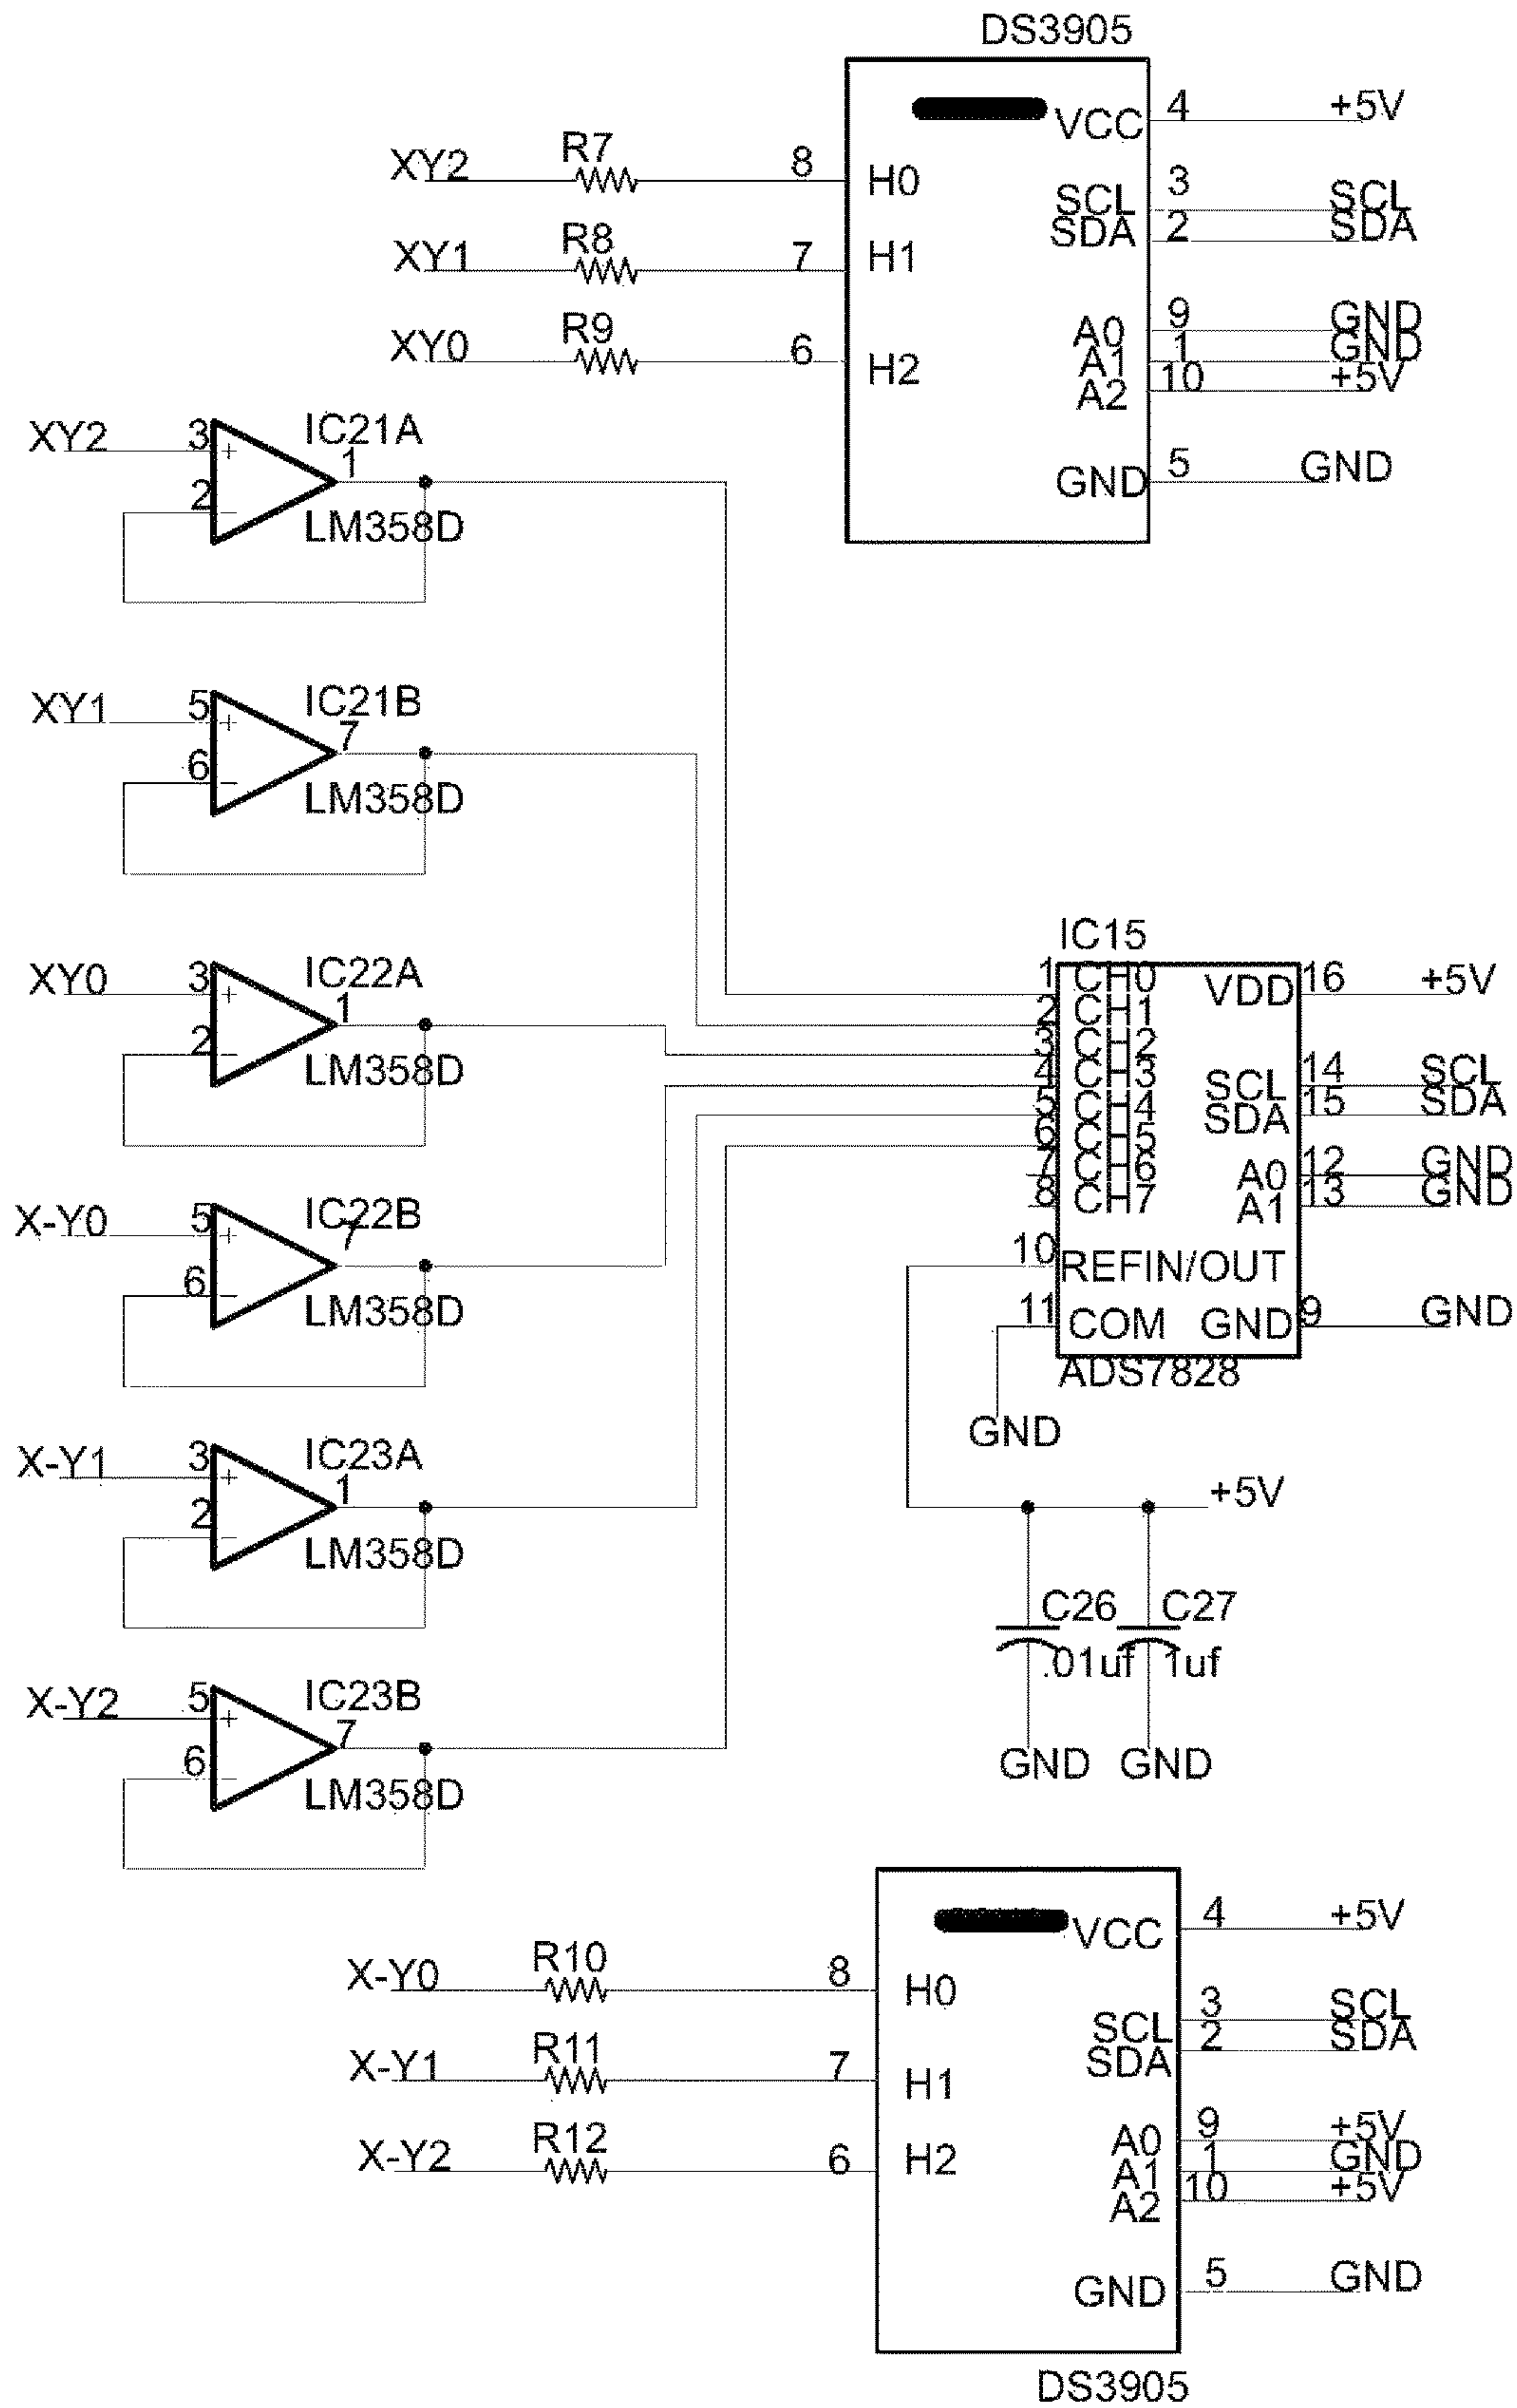 DS3905
VCC 4 +5V
XY2 R7 8 H0
SCL 3 SCL
SDA 2 SDA
XY1 R8 7 H1
A0 9 GND
XY0 R9 6 H2
A1 1 GND
A2 10 +5V
GND 5 GND
XY2 3 + IC21A
1
2 -
LM358D
XY1 5 + IC21B
7
6 -
LM358D
XY0 3 + IC22A
1
2 -
LM358D
X-Y0 5 + IC22B
7
6 -
LM358D
X-Y1 3 + IC23A
1
2 -
LM358D
X-Y2 5 + IC23B
7
6 -
LM358D
IC15
1 CH0 VDD 16 +5V
2 CH1
3 CH2
4 CH3 SCL 14 SCL
5 CH4 SDA 15 SDA
6 CH5
7 CH6 A0 12 GND
8 CH7 A1 13 GND
10 REFIN/OUT
11 COM GND 9 GND
ADS7828
GND
+5V
C26 C27
.01uf 1uf
GND GND
VCC 4 +5V
X-Y0 R10 8 H0
SCL 3 SCL
SDA 2 SDA
X-Y1 R11 7 H1
A0 9 +5V
X-Y2 R12 6 H2
A1 1 GND
A2 10 +5V
GND 5 GND
DS3905